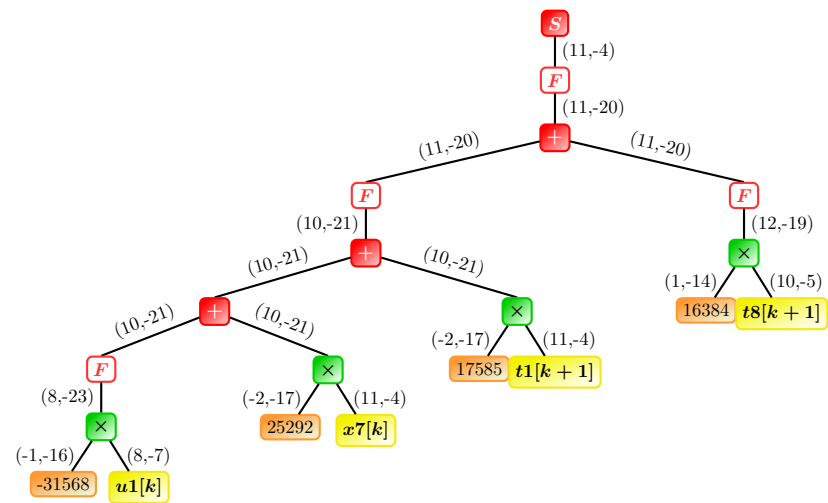 S
(11,-4)
F
(11,-20)
+
(11,-20) (11,-20)
F F
(10,-21) (12,-19)
+ ×
(10,-21) (10,-21) (1,-14) (10,-5)
+ × 16384 t8[k + 1]
(10,-21) (10,-21) (-2,-17) (11,-4)
F × 17585 t1[k + 1]
(8,-23) (-2,-17) (11,-4)
× 25292 x7[k]
(-1,-16) (8,-7)
-31568 u1[k]